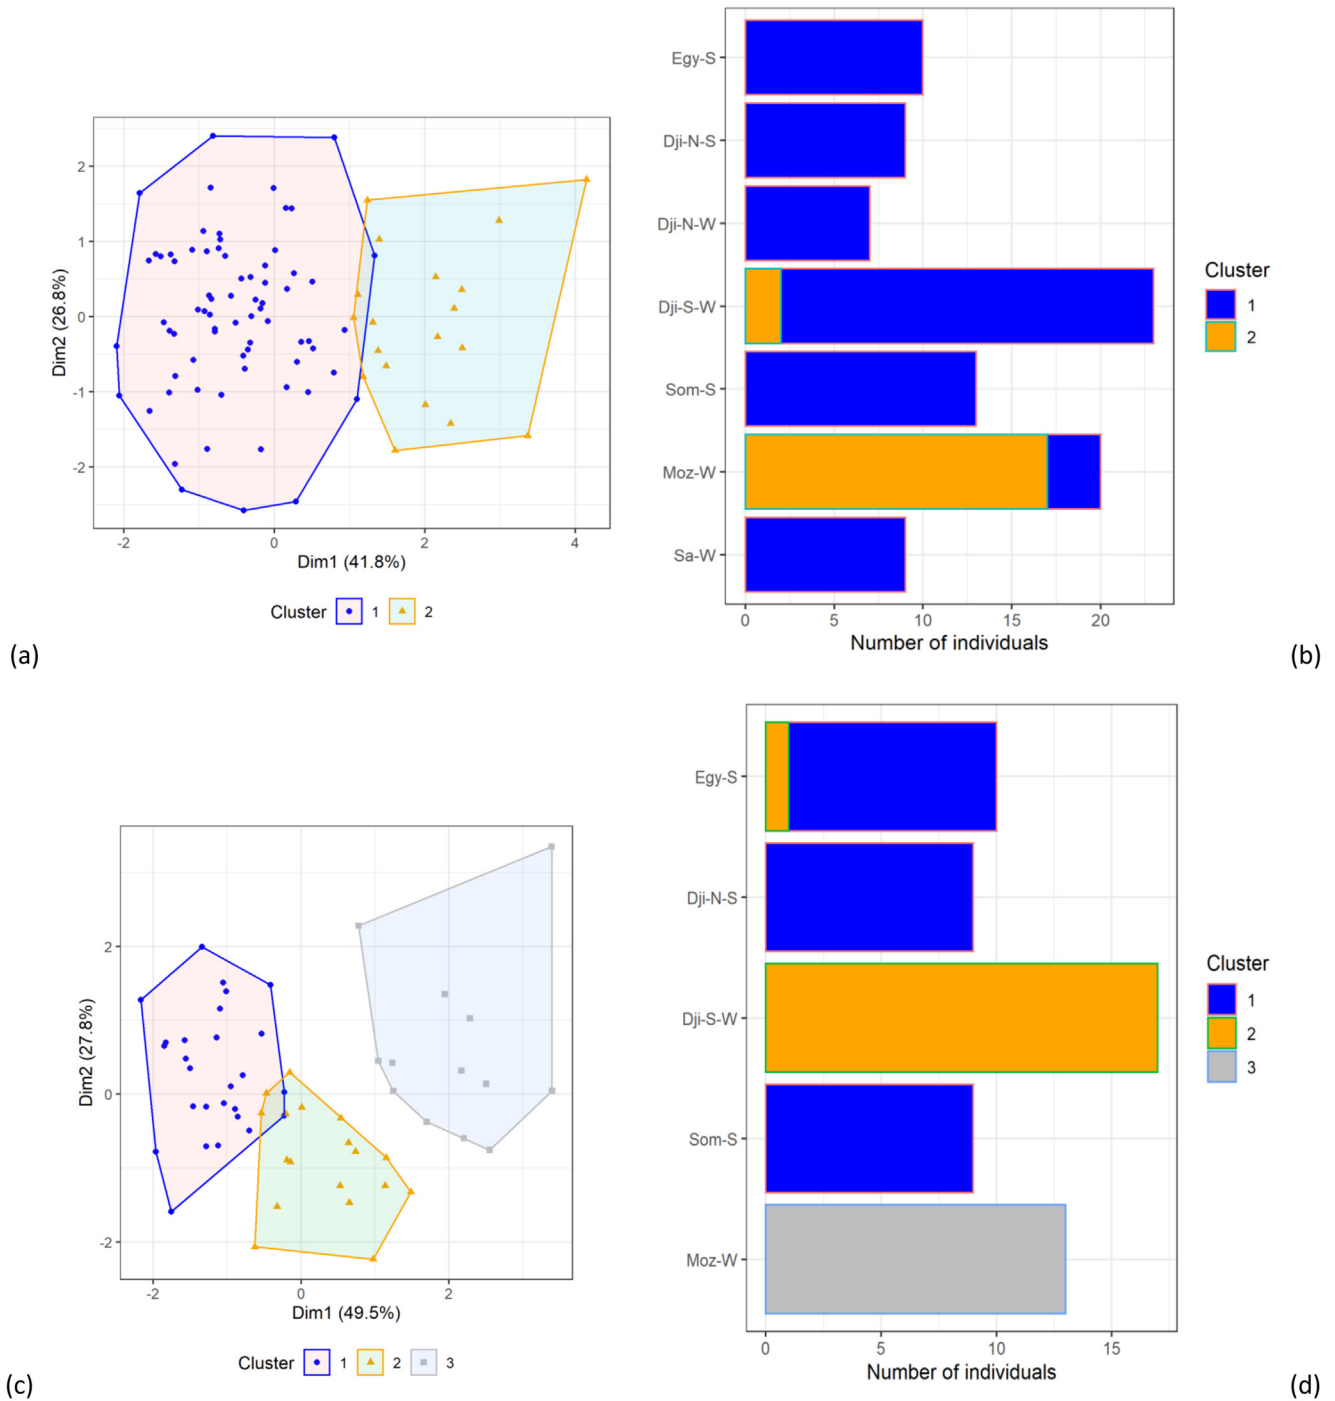 2
1
0
-1
-2
Dim2 (26.8%)
-2
0
2
4
Dim1 (41.8%)
Cluster 1 2
(a)
Egy-S
Dji-N-S
Dji-N-W
Dji-S-W
Som-S
Moz-W
Sa-W
0 5 10 15 20
Number of individuals
Cluster
1
2
(b)
2
0
-2
Dim2 (27.8%)
-2 0 2
Dim1 (49.5%)
Cluster 1 2 3
(c)
Egy-S
Dji-N-S
Dji-S-W
Som-S
Moz-W
0 5 10 15
Number of individuals
Cluster
1
2
3
(d)